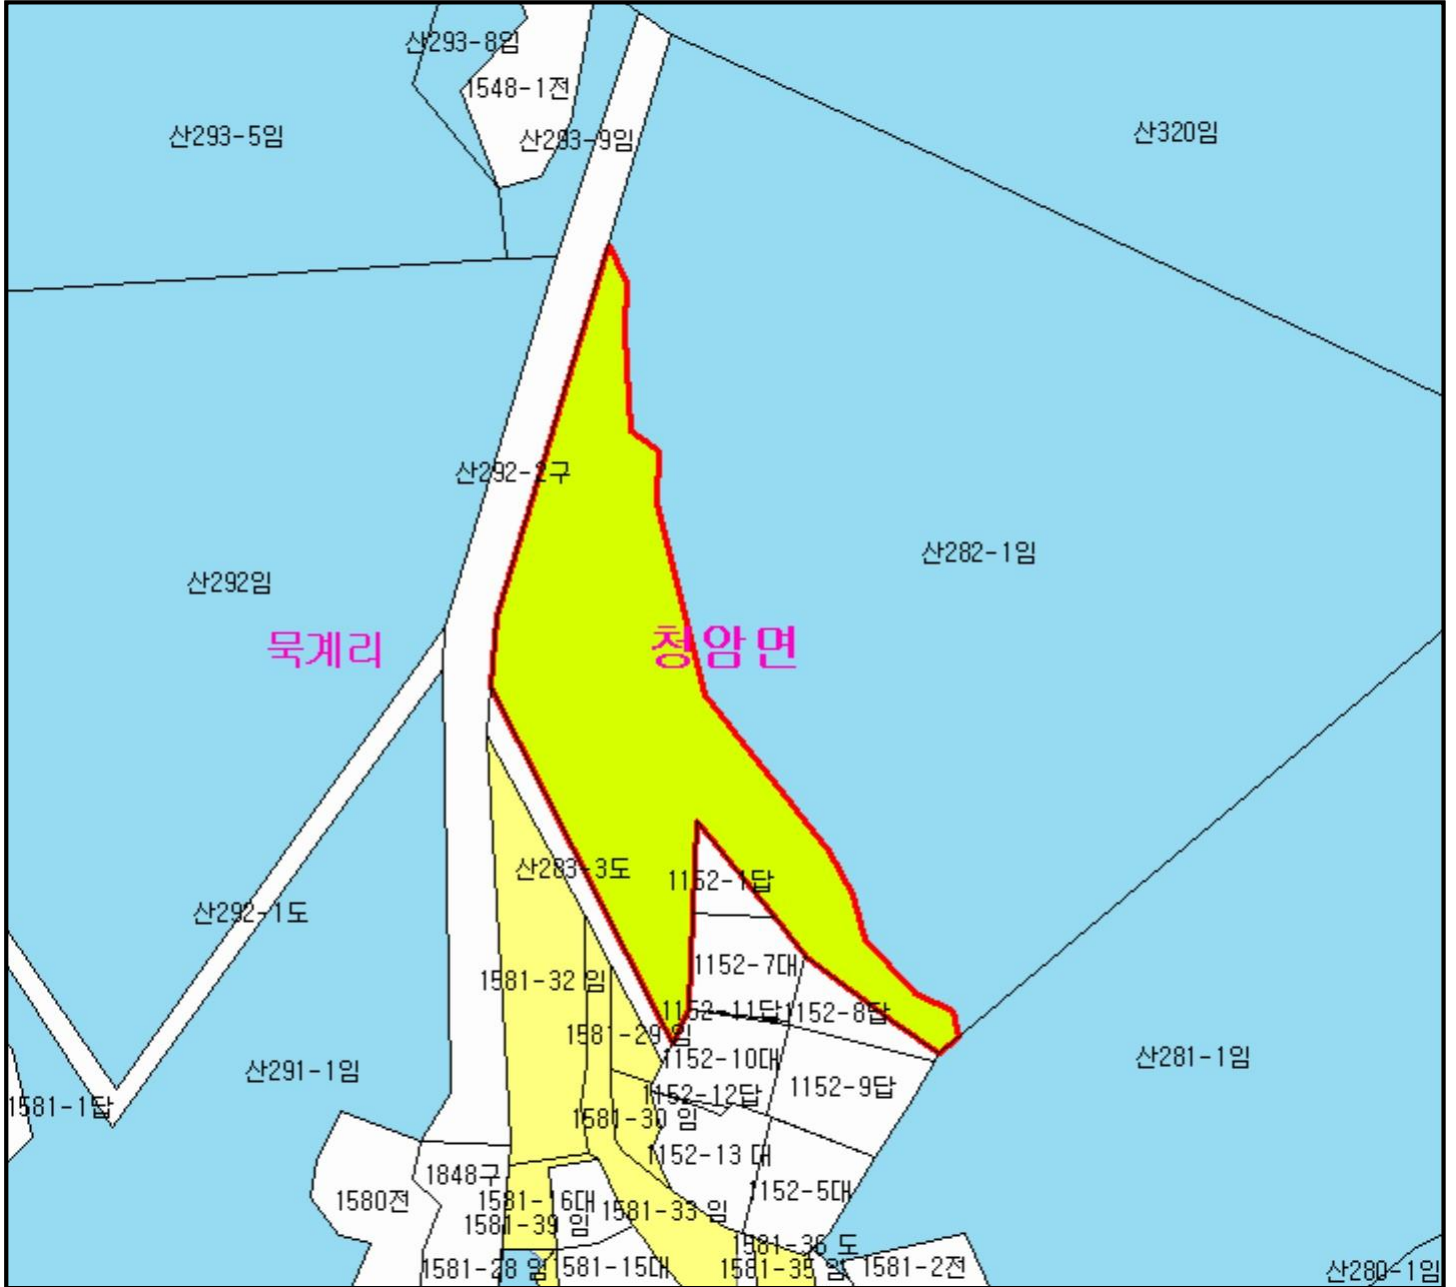 산293-8임
1548-1전
산293-5임
산293-9임
산320임
산292-2구
산282-1임
산292임
묵계리
청암면
산283-3도
1152-1답
산292-1도
1152-7대
1581-32 임
1152-11답
1152-8답
1581-29 임
1152-10대
산281-1임
산291-1임
1152-9답
1152-12답
1581-1답
1581-30 임
1152-13 대
1848구
1152-5대
1580전
1581-16대
1581-33 임
1581-39 임
1581-36 도
1581-28 임
1581-15대
1581-35 임
1581-2전
산280-1임